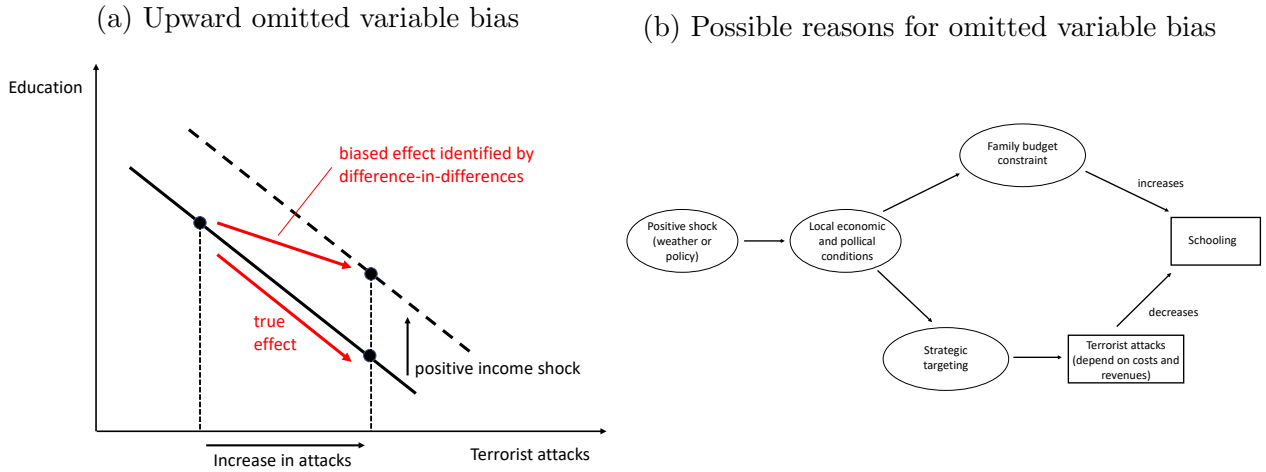 (a) Upward omitted variable bias
Education
biased effect identified by
difference-in-differences
true
effect
positive income shock
Increase in attacks
Terrorist attacks
(b) Possible reasons for omitted variable bias
Family budget
constraint
increases
Positive shock
(weather or
policy)
Local economic
and pollical
conditions
Schooling
decreases
Strategic
targeting
Terrorist attacks
(depend on costs and
revenues)